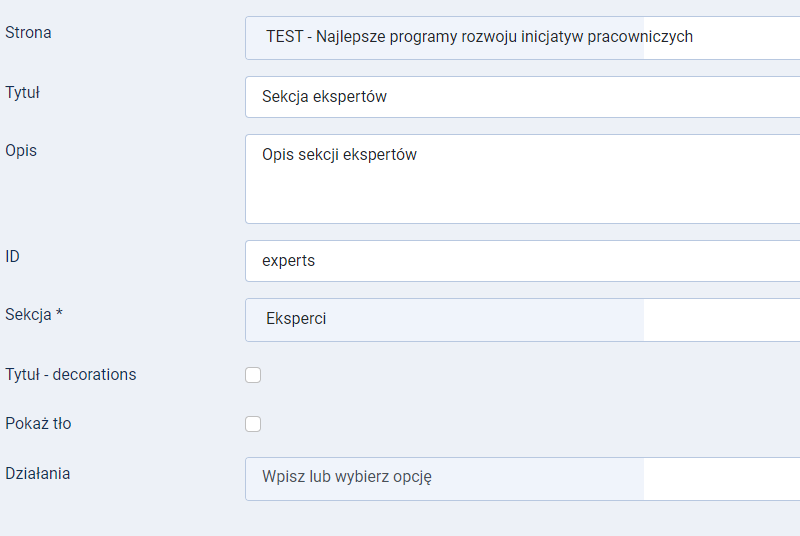 Strona
TEST - Najlepsze programy rozwoju inicjatyw pracowniczych
Tytuł
Sekcja ekspertów
Opis
Opis sekcji ekspertów
ID
experts
Sekcja *
Eksperci
Tytuł - decorations
Pokaż tło
Działania
Wpisz lub wybierz opcję